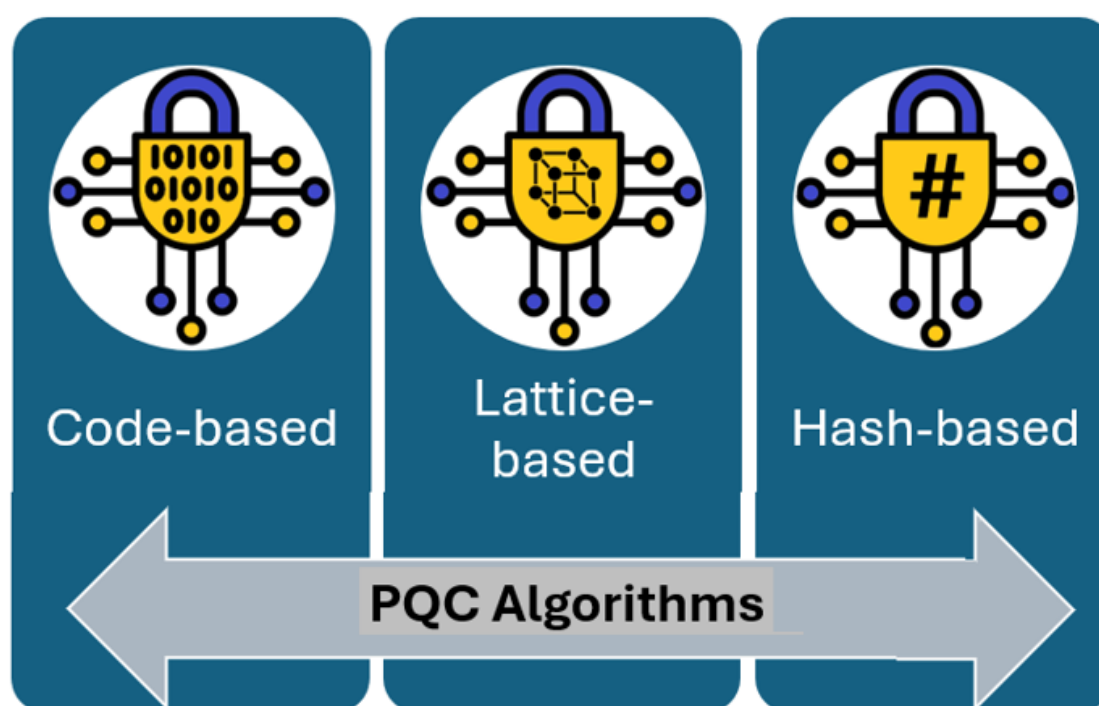 10101
01010
010
#
Code-based
Lattice-
based
Hash-based
PQC Algorithms